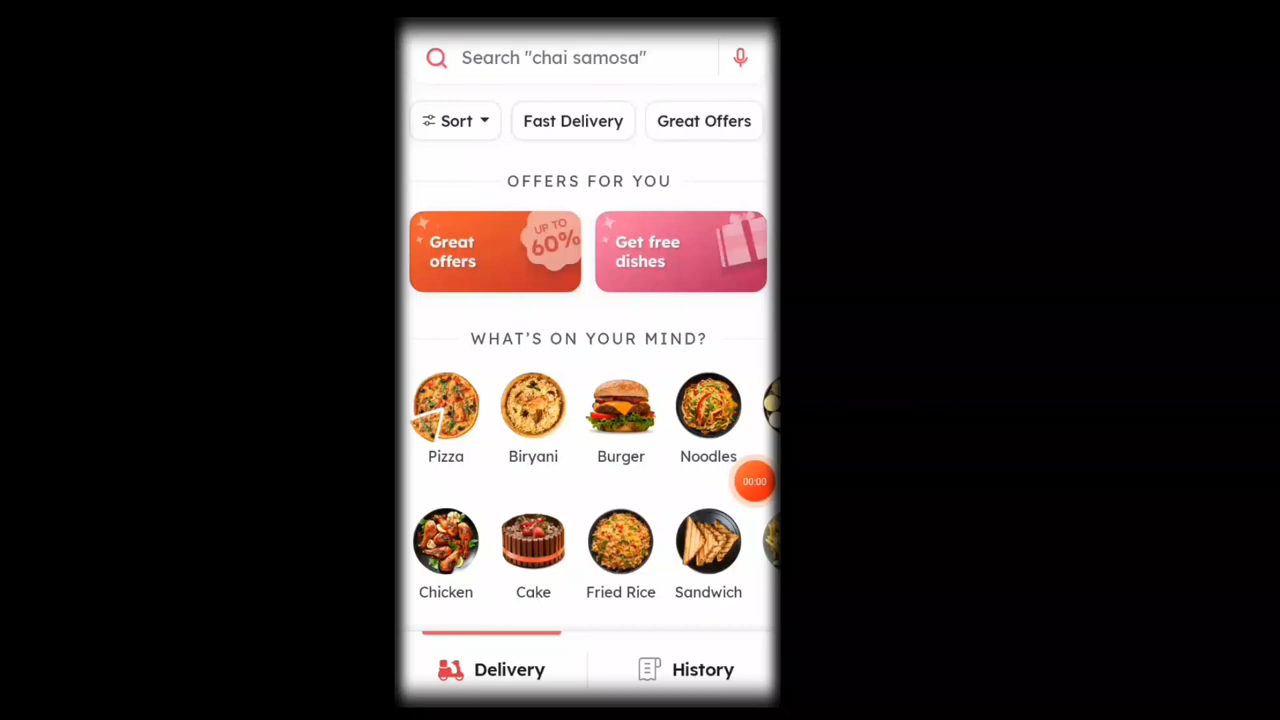 Search "chai samosa"
Sort
Fast Delivery
Great Offers
OFFERS FOR YOU
Great
offers
UP TO
60%
Get free
dishes
WHAT’S ON YOUR MIND?
Pizza
Biryani
Burger
Noodles
00:00
Chicken
Cake
Fried Rice
Sandwich
Delivery
History